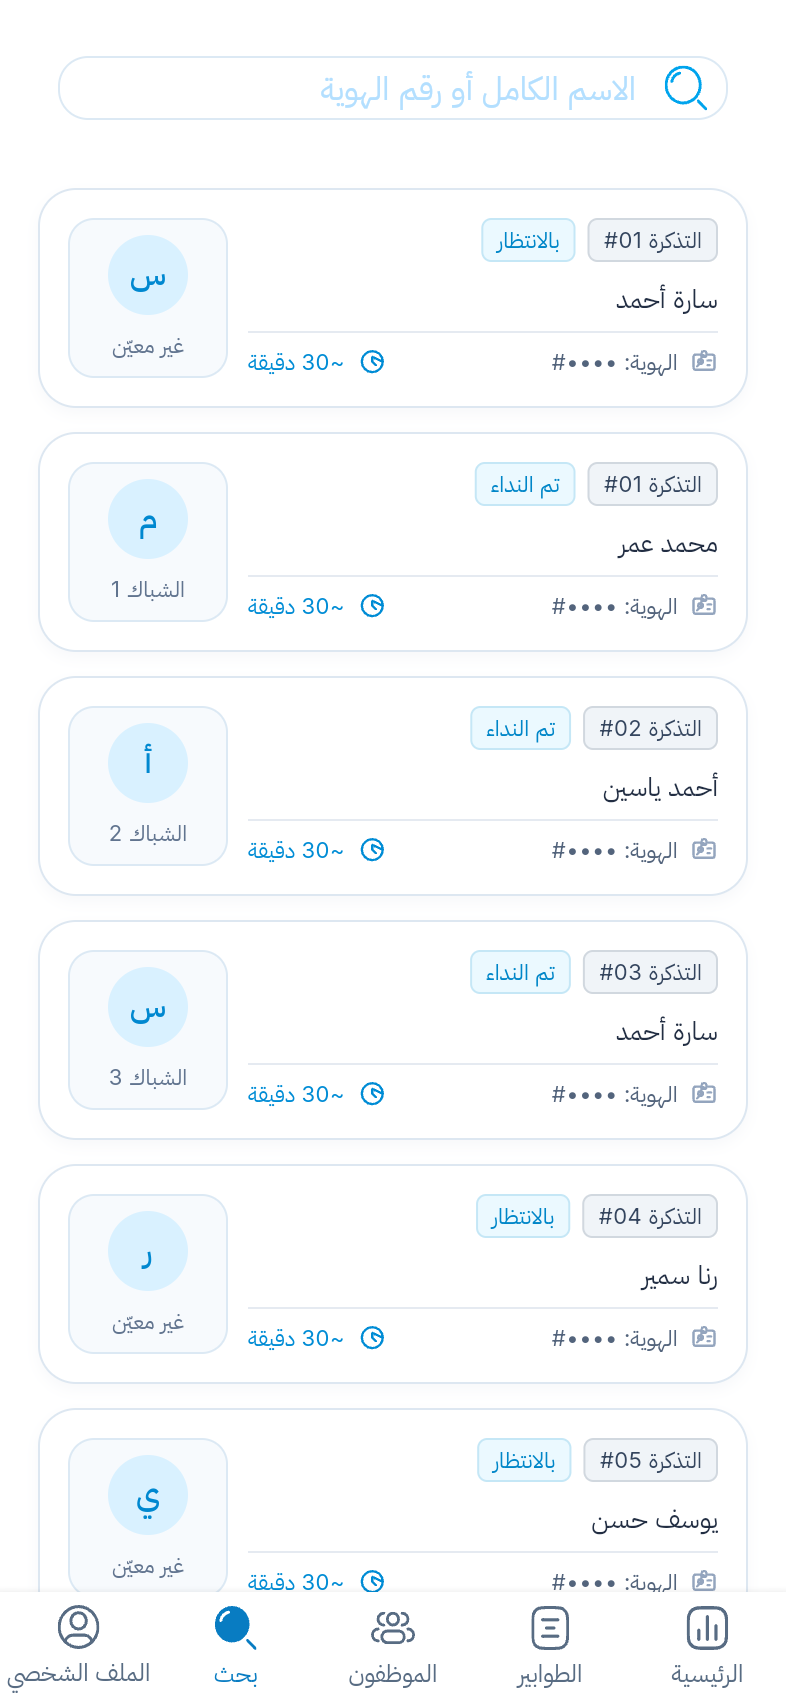 الاسم الكامل أو رقم الهوية
التذكرة 01# بالانتظار
سارة أحمد
الهوية: ••••#
~30 دقيقة
س
غير معيّن
التذكرة 01# تم النداء
محمد عمر
الهوية: ••••#
~30 دقيقة
م
الشباك 1
التذكرة 02# تم النداء
أحمد ياسين
الهوية: ••••#
~30 دقيقة
أ
الشباك 2
التذكرة 03# تم النداء
سارة أحمد
الهوية: ••••#
~30 دقيقة
س
الشباك 3
التذكرة 04# بالانتظار
رنا سمير
الهوية: ••••#
~30 دقيقة
ر
غير معيّن
التذكرة 05# بالانتظار
يوسف حسن
الهوية: ••••#
~30 دقيقة
ي
غير معيّن
الرئيسية
الطوابير
الموظفون
بحث
الملف الشخصي